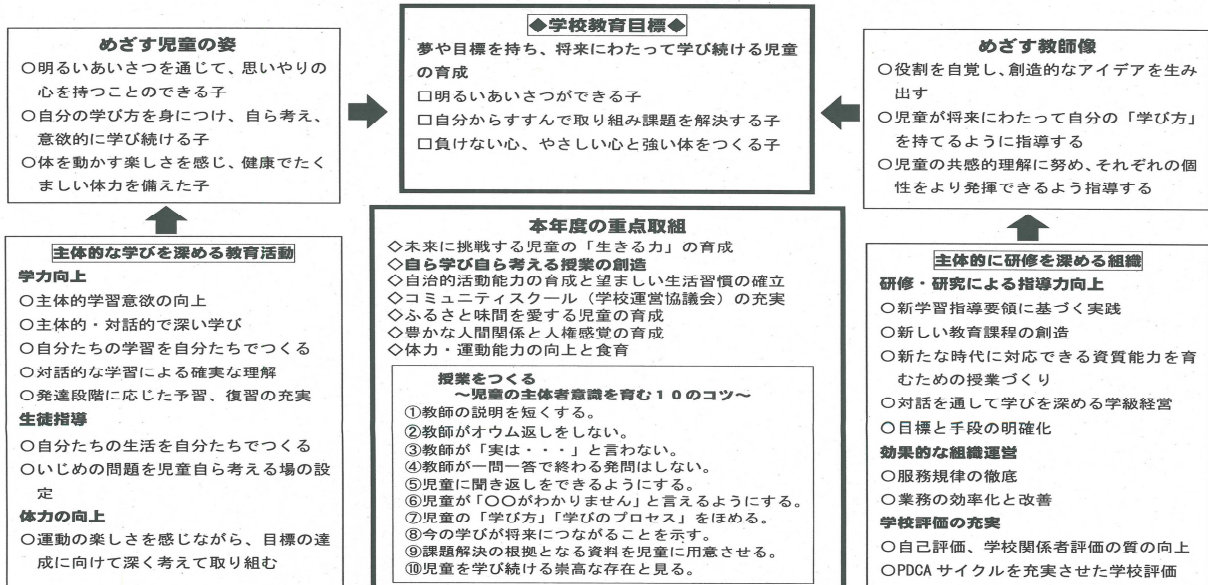 ◆学校教育目標◆
夢や目標を持ち、将来にわたって学び続ける児童
の育成
□明るいあいさつができる子
□自分からすすんで取り組み課題を解決する子
□負けない心、やさしい心と強い体をつくる子
めざす児童の姿
○明るいあいさつを通じて、思いやりの
心を持つことのできる子
○自分の学び方を身につけ、自ら考え、
意欲的に学び続ける子
○体を動かす楽しさを感じ、健康でたく
ましい体力を備えた子
めざす教師像
○役割を自覚し、創造的なアイデアを生み
出す
○児童が将来にわたって自分の「学び方」
を持てるように指導する
○児童の共感的理解に努め、それぞれの個
性をより発揮できるよう指導する
主体的な学びを深める教育活動
学力向上
○主体的学習意欲の向上
○主体的・対話的で深い学び
○自分たちの学習を自分たちでつくる
○対話的な学習による確実な理解
○発達段階に応じた予習、復習の充実
生徒指導
○自分たちの生活を自分たちでつくる
○いじめの問題を児童自ら考える場の設
定
体力の向上
○運動の楽しさを感じながら、目標の達
成に向けて深く考えて取り組む
本年度の重点取組
◇未来に挑戦する児童の「生きる力」の育成
◇自ら学び自ら考える授業の創造
◇自治的活動能力の育成と望ましい生活習慣の確立
◇コミュニティスクール（学校運営協議会）の充実
◇ふるさと味間を愛する児童の育成
◇豊かな人間関係と人権感覚の育成
◇体力・運動能力の向上と食育
授業をつくる
～児童の主体者意識を育む１０のコツ～
①教師の説明を短くする。
②教師がオウム返しをしない。
③教師が「実は・・・」と言わない。
④教師が一問一答で終わる発問はしない。
⑤児童に聞き返しをできるようにする。
⑥児童が「○○がわかりません」と言えるようにする。
⑦児童の「学び方」「学びのプロセス」をほめる。
⑧今の学びが将来につながることを示す。
⑨課題解決の根拠となる資料を児童に用意させる。
⑩児童を学び続ける崇高な存在と見る。
主体的に研修を深める組織
研修・研究による指導力向上
○新学習指導要領に基づく実践
○新しい教育課程の創造
○新たな時代に対応できる資質能力を育
むための授業づくり
○対話を通して学びを深める学級経営
○目標と手段の明確化
効果的な組織運営
○服務規律の徹底
○業務の効率化と改善
学校評価の充実
○自己評価、学校関係者評価の質の向上
○PDCA サイクルを充実させた学校評価